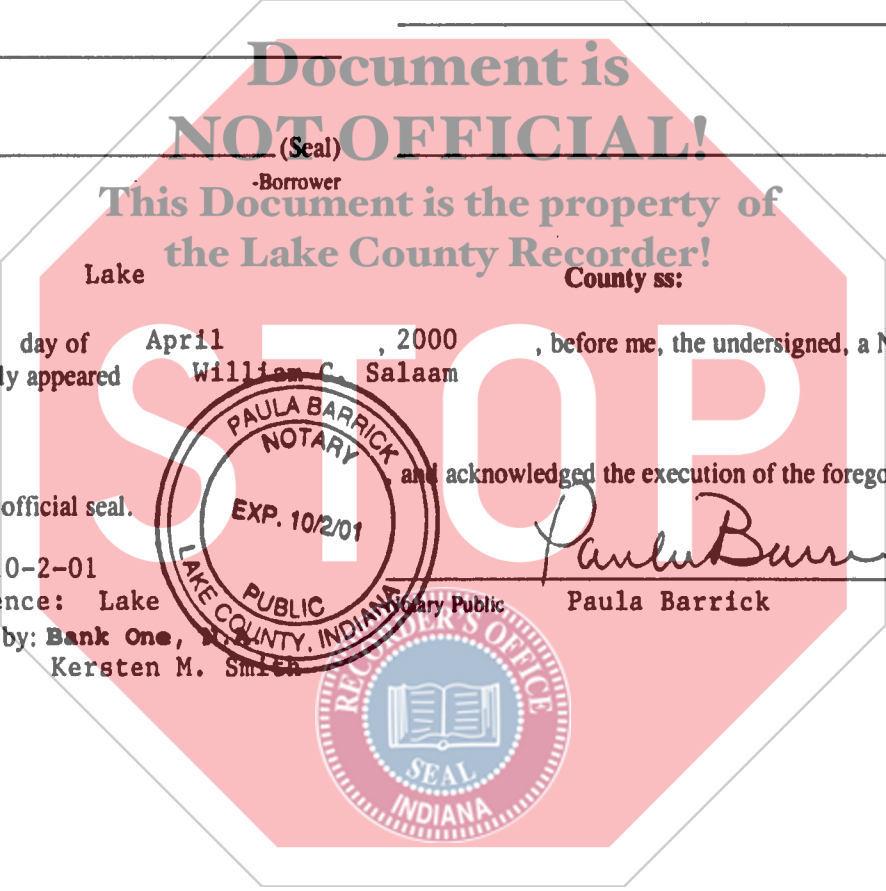 Document is
NOT OFFICIAL!
(Seal)
-Borrower
This Document is the property of
the Lake County Recorder!
Lake County ss:
day of April , 2000 , before me, the undersigned, a N
ly appeared William C. Salaam
, and acknowledged the execution of the forego
official seal.
PAULA BARRICK
NOTARY
EXP. 10/2/01
PUBLIC
LAKE COUNTY, INDIANA
STOP
Paula Barri
0-2-01
ence: Lake Notary Public Paula Barrick
by: Bank One, N.A.
Kersten M. Smith
RECORDER'S OFFICE
SEAL
INDIANA